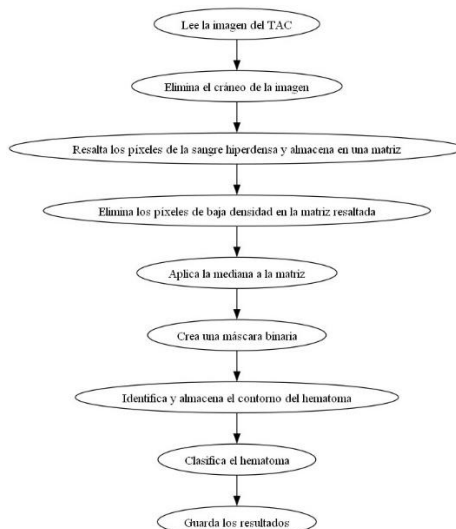 Lee la imagen del TAC
Elimina el cráneo de la imagen
Resalta los píxeles de la sangre hiperdensa y almacena en una matriz
Elimina los píxeles de baja densidad en la matriz resaltada
Aplica la mediana a la matriz
Crea una máscara binaria
Identifica y almacena el contorno del hematoma
Clasifica el hematoma
Guarda los resultados